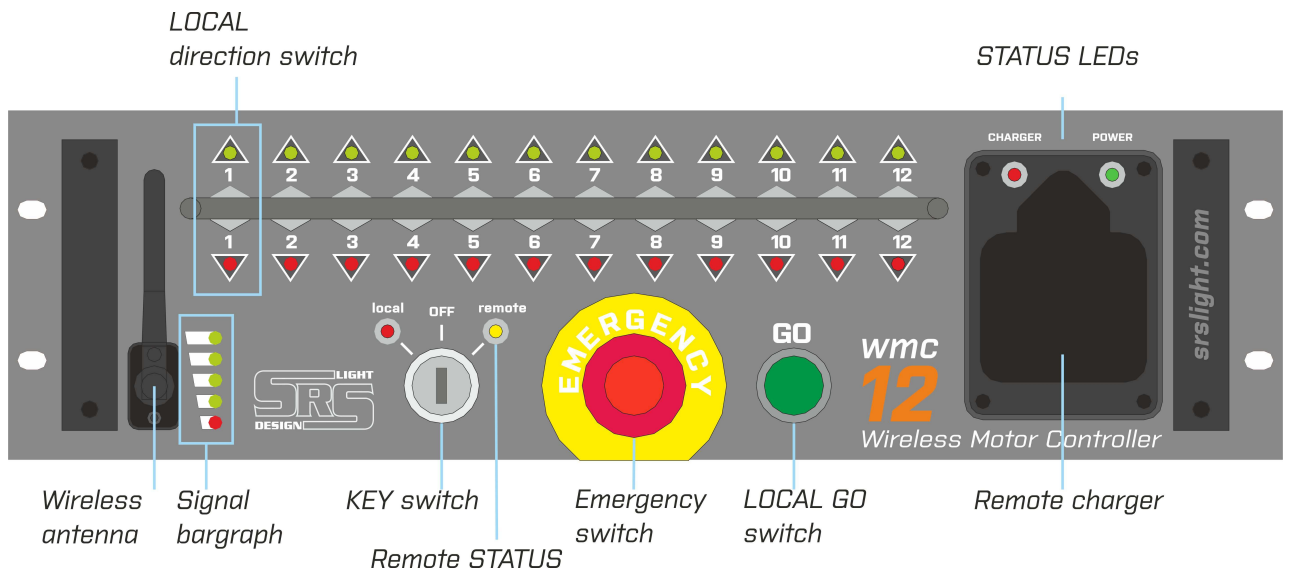 LOCAL
direction switch
STATUS LEDs
CHARGER POWER
1 2 3 4 5 6 7 8 9 10 11 12
1 2 3 4 5 6 7 8 9 10 11 12
srslight.com
local OFF remote
EMERGENCY
GO
wmc
12
Wireless Motor Controller
LIGHT
SRS
DESIGN
Wireless
antenna
Signal
bargraph
KEY switch
Remote STATUS
Emergency
switch
LOCAL GO
switch
Remote charger